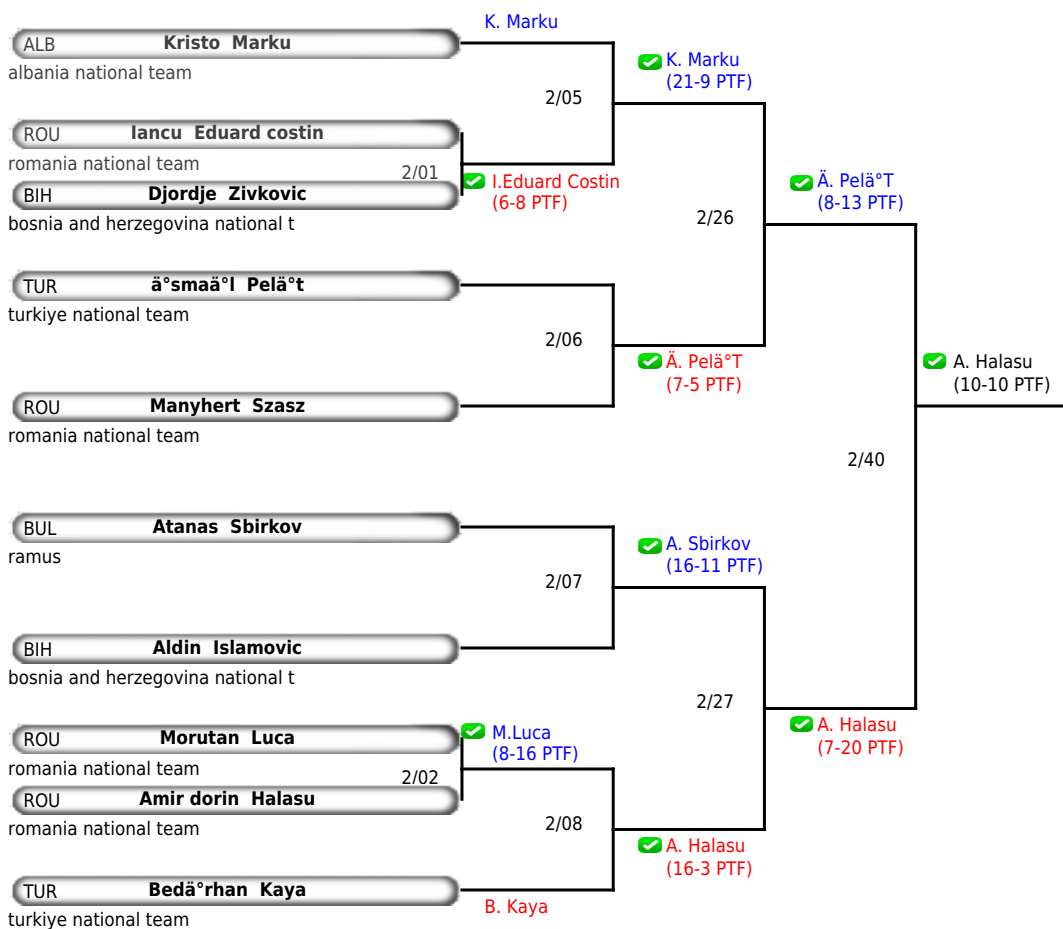 K. Marku
ALB Kristo Marku
albania national team
K. Marku
(21-9 PTF)
2/05
ROU Iancu Eduard costin
romania national team
2/01
I.Eduard Costin
(6-8 PTF)
BIH Djordje Zivkovic
bosnia and herzegovina national t
Ä. Pelä°T
(8-13 PTF)
2/26
TUR ä°smaä°l Pelä°t
turkiye national team
2/06
Ä. Pelä°T
(7-5 PTF)
A. Halasu
(10-10 PTF)
ROU Manyhert Szasz
romania national team
2/40
BUL Atanas Sbirkov
ramus
A. Sbirkov
(16-11 PTF)
2/07
BIH Aldin Islamovic
bosnia and herzegovina national t
2/27
ROU Morutan Luca
romania national team
M.Luca
(8-16 PTF)
A. Halasu
(7-20 PTF)
2/02
ROU Amir dorin Halasu
romania national team
2/08
A. Halasu
(16-3 PTF)
TUR Bedä°rhan Kaya
turkiye national team
B. Kaya